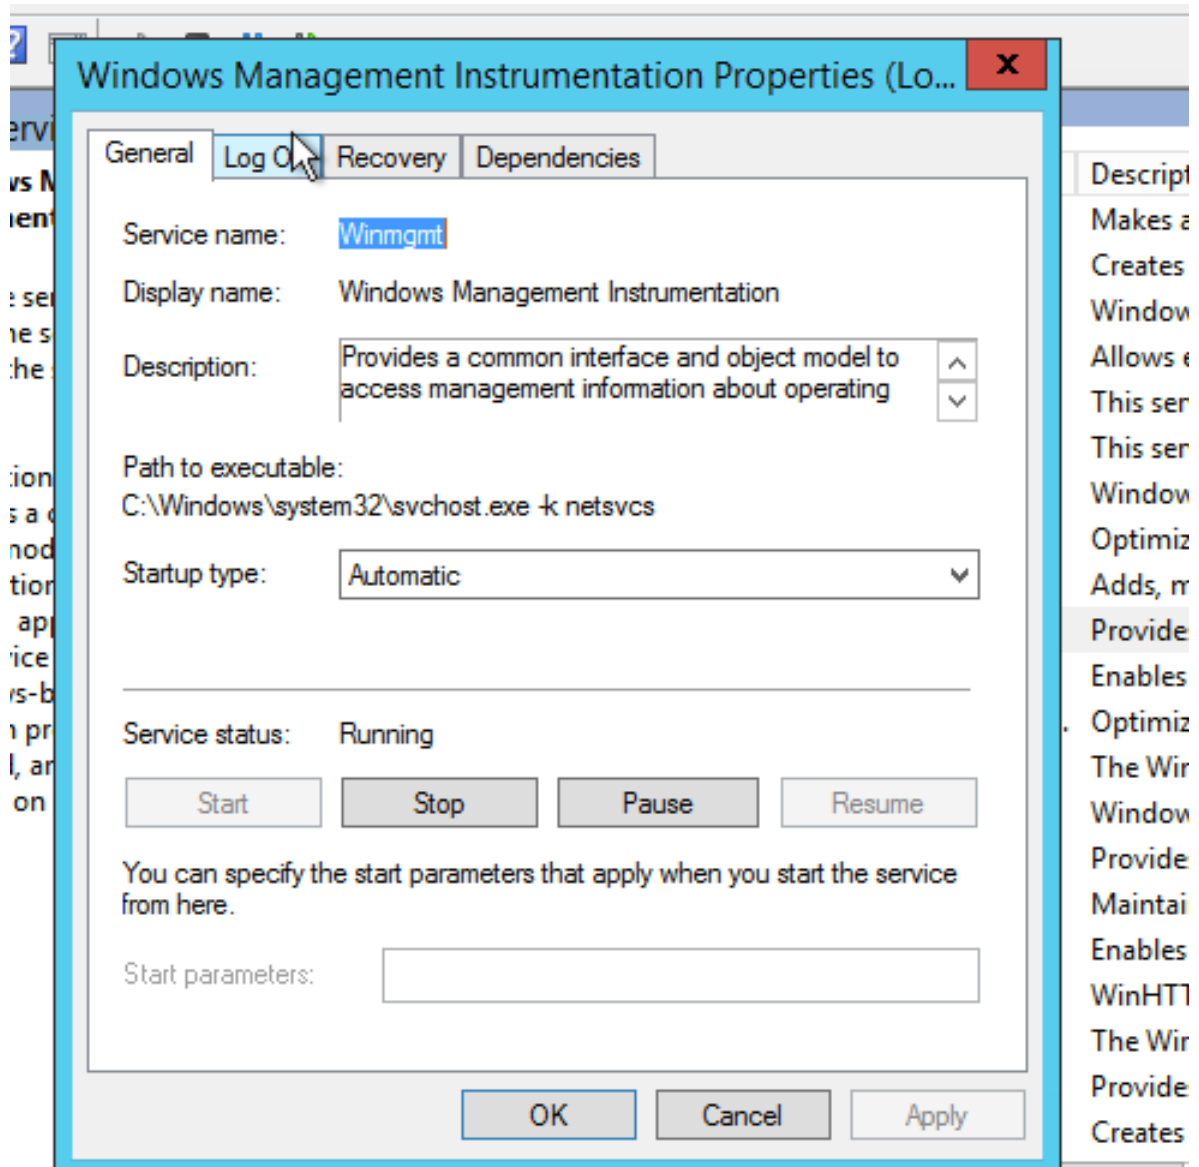 Windows Management Instrumentation Properties (Lo...
x
General
Log O
Recovery
Dependencies
Service name:
Winmgmt
Display name:
Windows Management Instrumentation
Description:
Provides a common interface and object model to
access management information about operating
Path to executable:
C:\Windows\system32\svchost.exe -k netsvcs
Startup type:
Automatic
Service status:
Running
Start
Stop
Pause
Resume
You can specify the start parameters that apply when you start the service
from here.
Start parameters:
OK
Cancel
Apply
Descript
Makes a
Creates
Window
Allows e
This ser
This ser
Window
Optimiz
Adds, m
Provide
Enables
Optimiz
The Wir
Window
Provide
Maintai
Enables
WinHTT
The Wir
Provide
Creates